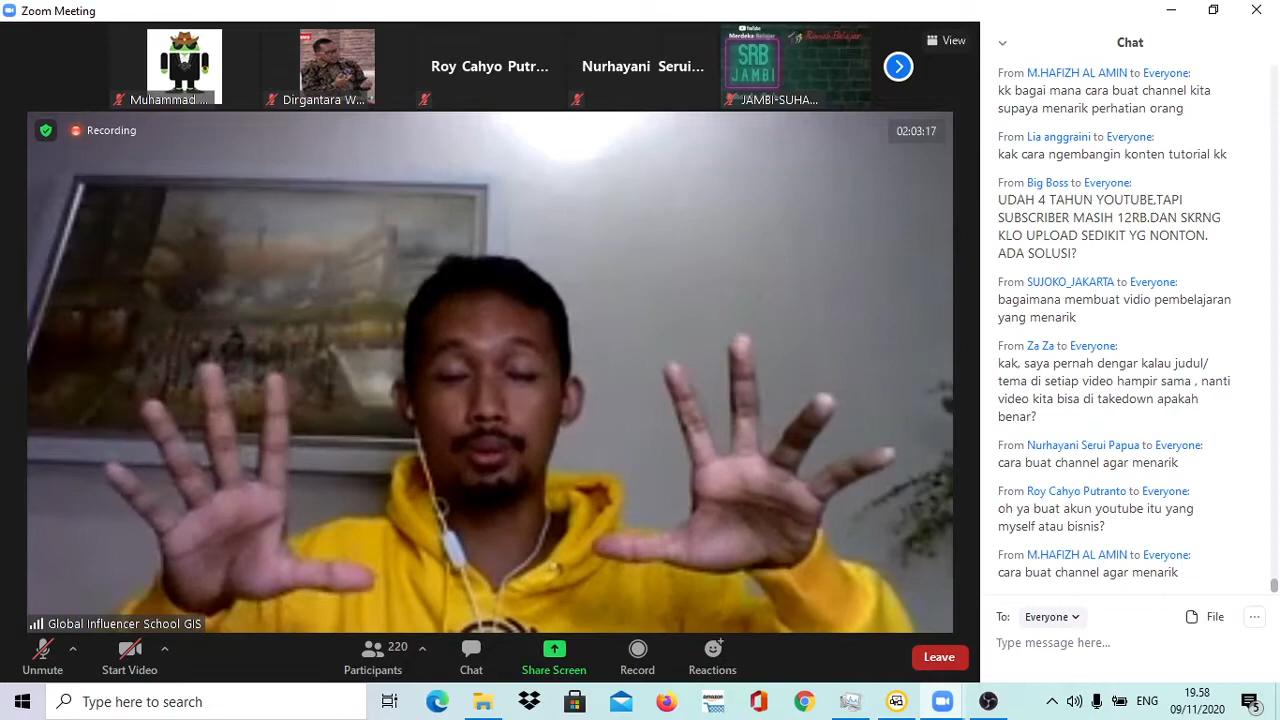 Zoom Meeting
Muhammad ...
Dirgantara W...
Roy Cahyo Putr...
Nurhayani Serui...
YouTube
Merdeka Belajar
Rumah Belajar
SRB
JAMBI
JAMBI-SUHA...
View
Recording
02:03:17
Global Influencer School GIS
Chat
From M.HAFIZH AL AMIN to Everyone:
kk bagai mana cara buat channel kita
supaya menarik perhatian orang
From Lia anggraini to Everyone:
kak cara ngembangin konten tutorial kk
From Big Boss to Everyone:
UDAH 4 TAHUN YOUTUBE,TAPI
SUBSCRIBER MASIH 12RB.DAN SKRNG
KLO UPLOAD SEDIKIT YG NONTON.
ADA SOLUSI?
From SUJOKO_JAKARTA to Everyone:
bagaimana membuat vidio pembelajaran
yang menarik
From Za Za to Everyone:
kak, saya pernah dengar kalau judul/
tema di setiap video hampir sama , nanti
video kita bisa di takedown apakah
benar?
From Nurhayani Serui Papua to Everyone:
cara buat channel agar menarik
From Roy Cahyo Putranto to Everyone:
oh ya buat akun youtube itu yang
myself atau bisnis?
From M.HAFIZH AL AMIN to Everyone:
cara buat channel agar menarik
To: Everyone
File
Type message here...
Unmute
Start Video
220
Participants
Chat
Share Screen
Record
Reactions
Leave
Type here to search
amazon
ENG
19.58
09/11/2020
5